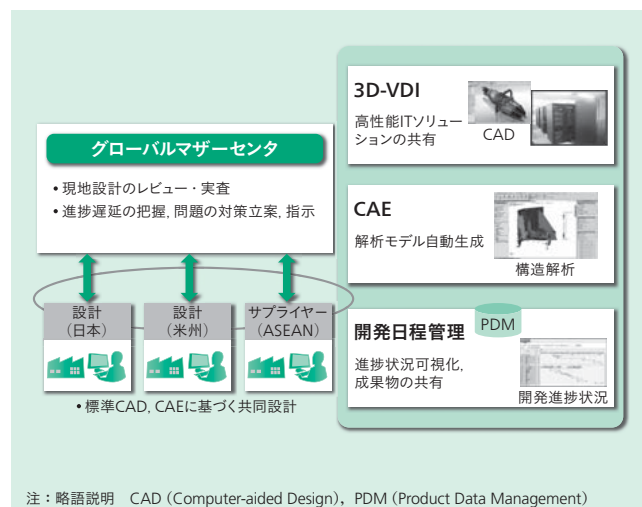 グローバルマザーセンタ
• 現地設計のレビュー・実査
• 進捗遅延の把握, 問題の対策立案, 指示
設計
（日本）
設計
（米州）
サプライヤー
（ASEAN）
• 標準CAD, CAEに基づく共同設計
3D-VDI
高性能ITソリュー
ションの共有
CAD
CAE
解析モデル自動生成
構造解析
開発日程管理
PDM
進捗状況可視化,
成果物の共有
開発進捗状況
注：略語説明　CAD（Computer-aided Design），PDM（Product Data Management）